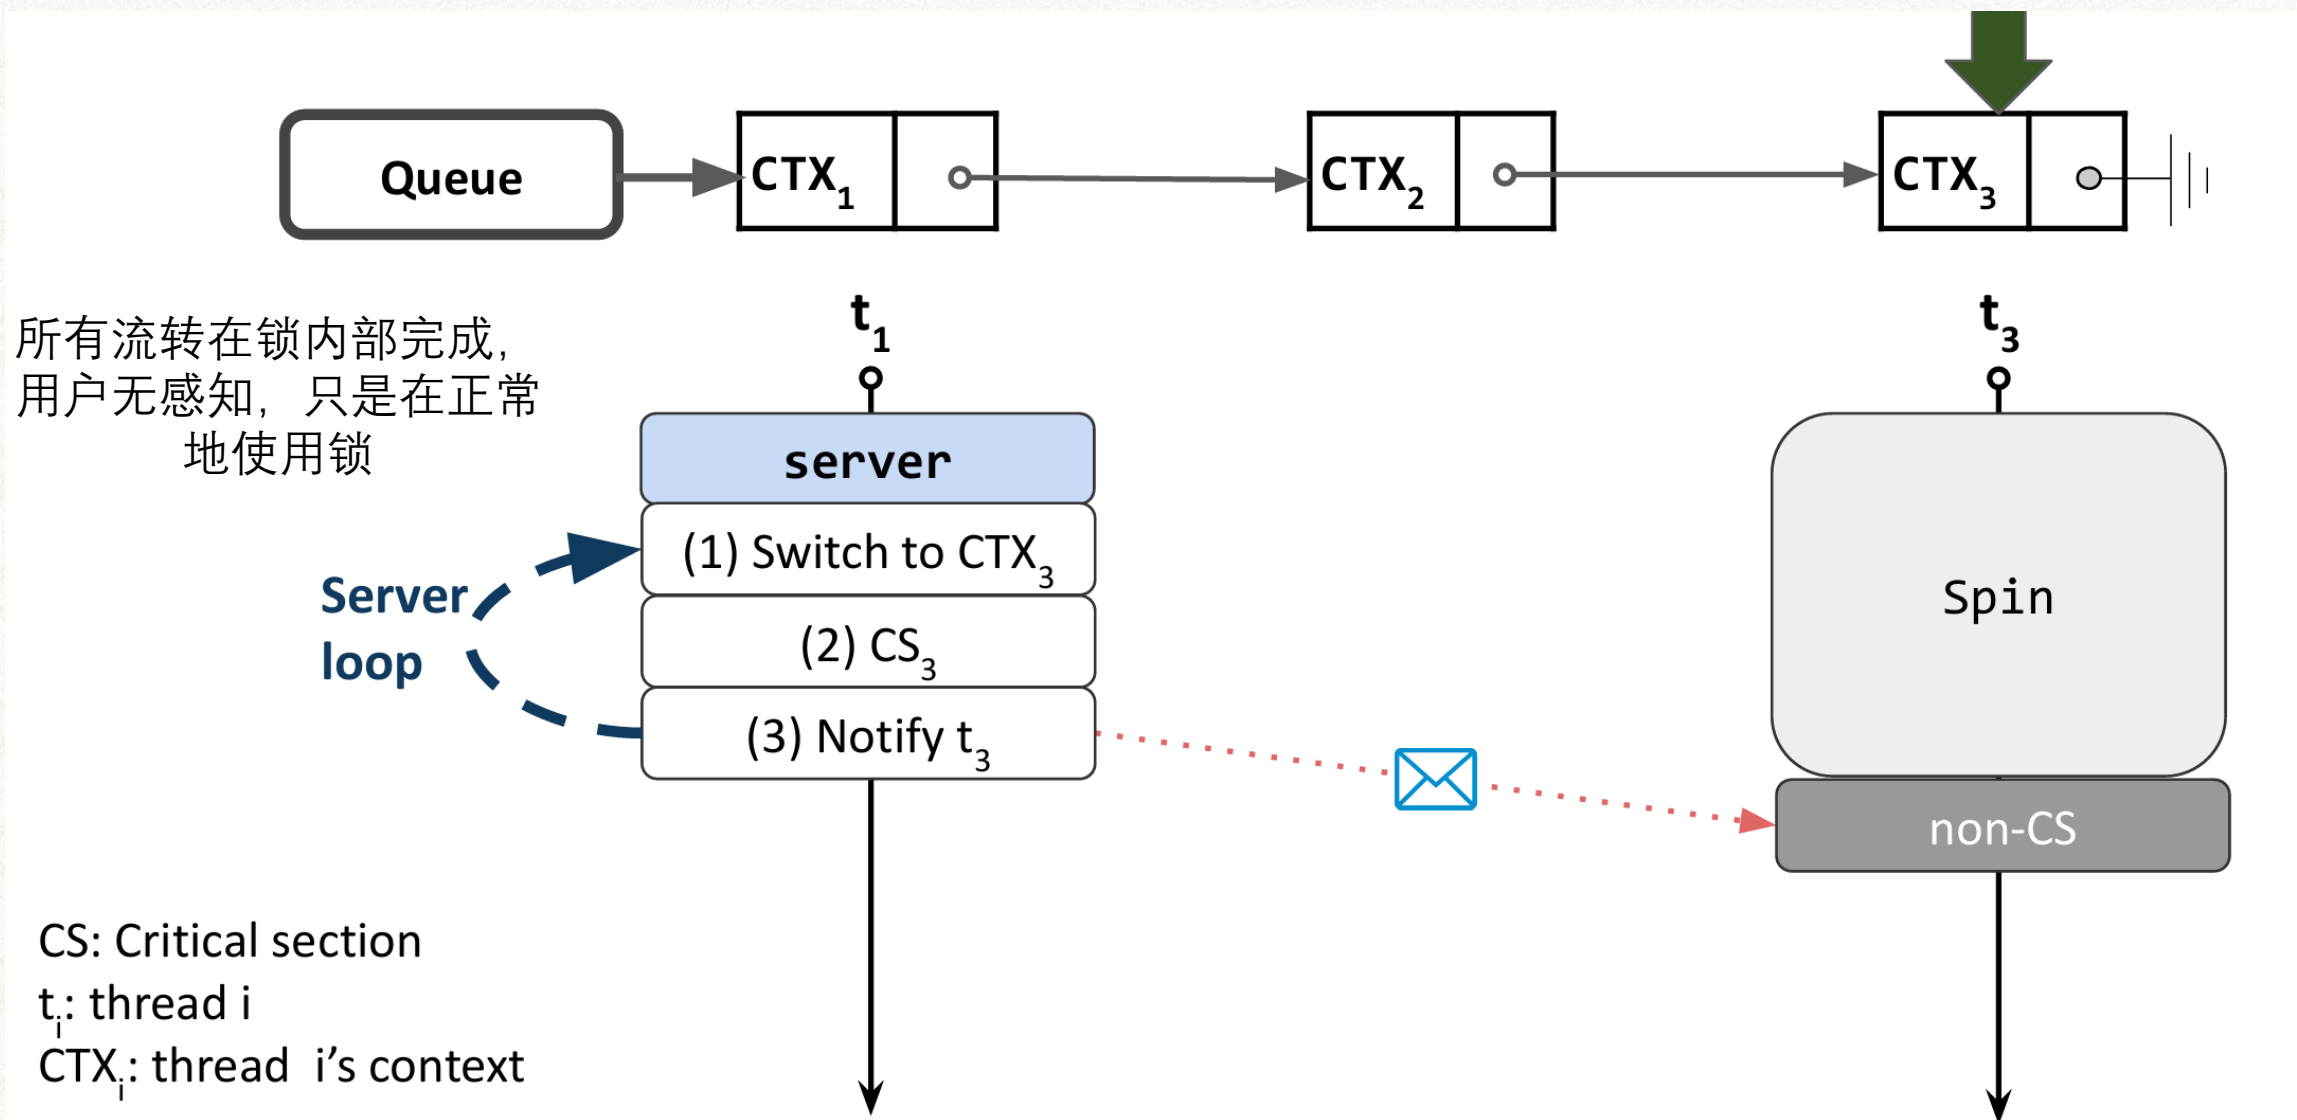 Queue
CTX₁
CTX₂
CTX₃
t₁
t₃
所有流转在锁内部完成,
用户无感知, 只是在正常
地使用锁
server
(1) Switch to CTX₃
(2) CS₃
(3) Notify t₃
Server
loop
Spin
non-CS
CS: Critical section
tᵢ: thread i
CTXᵢ: thread i’s context